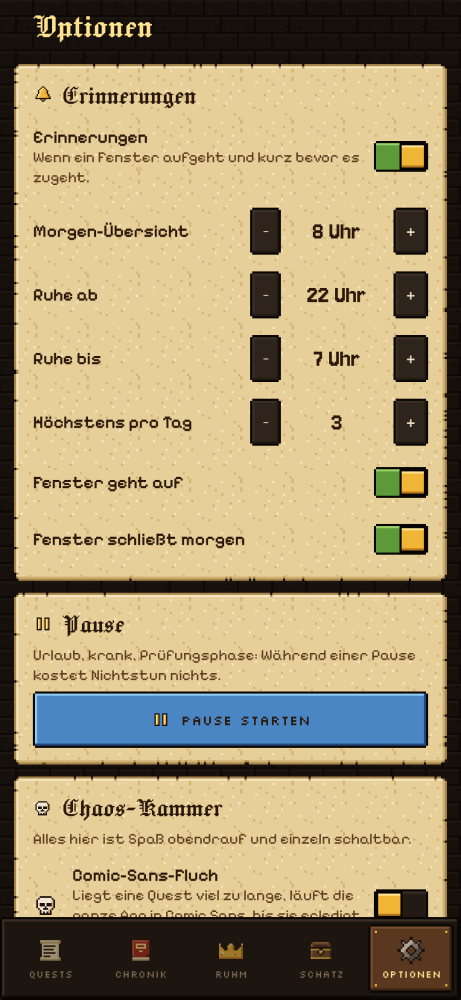 Optionen
Erinnerungen
Erinnerungen
Wenn ein Fenster aufgeht und kurz bevor es
zugeht.
Morgen-Übersicht - 8 Uhr +
Ruhe ab - 22 Uhr +
Ruhe bis - 7 Uhr +
Höchstens pro Tag - 3 +
Fenster geht auf
Fenster schließt morgen
Pause
Urlaub, krank, Prüfungsphase: Während einer Pause
kostet Nichtstun nichts.
PAUSE STARTEN
Chaos-Kammer
Alles hier ist Spaß obendrauf und einzeln schaltbar.
Comic-Sans-Fluch
Liegt eine Quest viel zu lange, läuft die
ganze App in Comic Sans, bis sie erledigt
QUESTS CHRONIK RUHM SCHATZ OPTIONEN